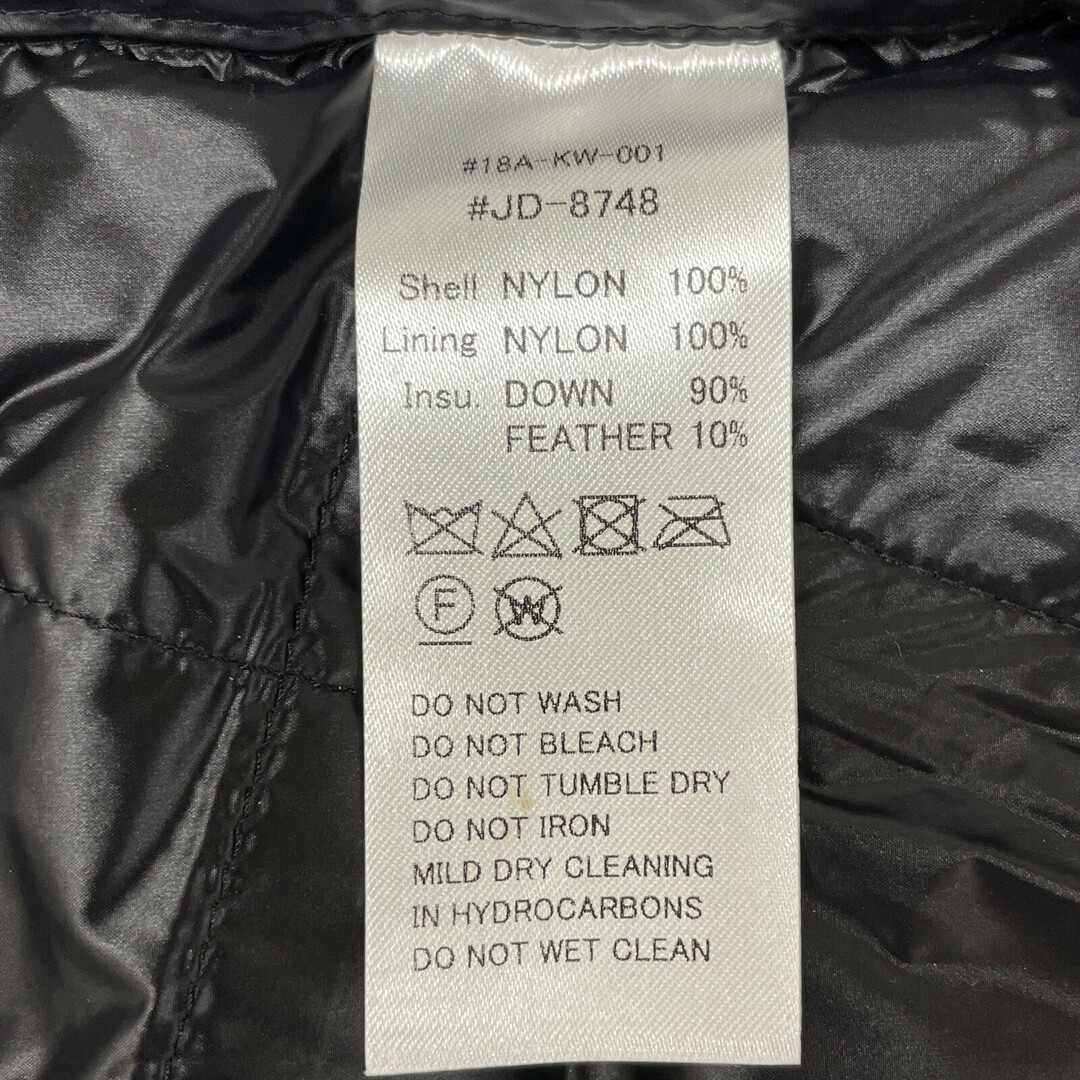 #18A-KW-001
#JD-8748
Shell NYLON 100%
Lining NYLON 100%
Insu. DOWN 90%
FEATHER 10%
F W
DO NOT WASH
DO NOT BLEACH
DO NOT TUMBLE DRY
DO NOT IRON
MILD DRY CLEANING
IN HYDROCARBONS
DO NOT WET CLEAN